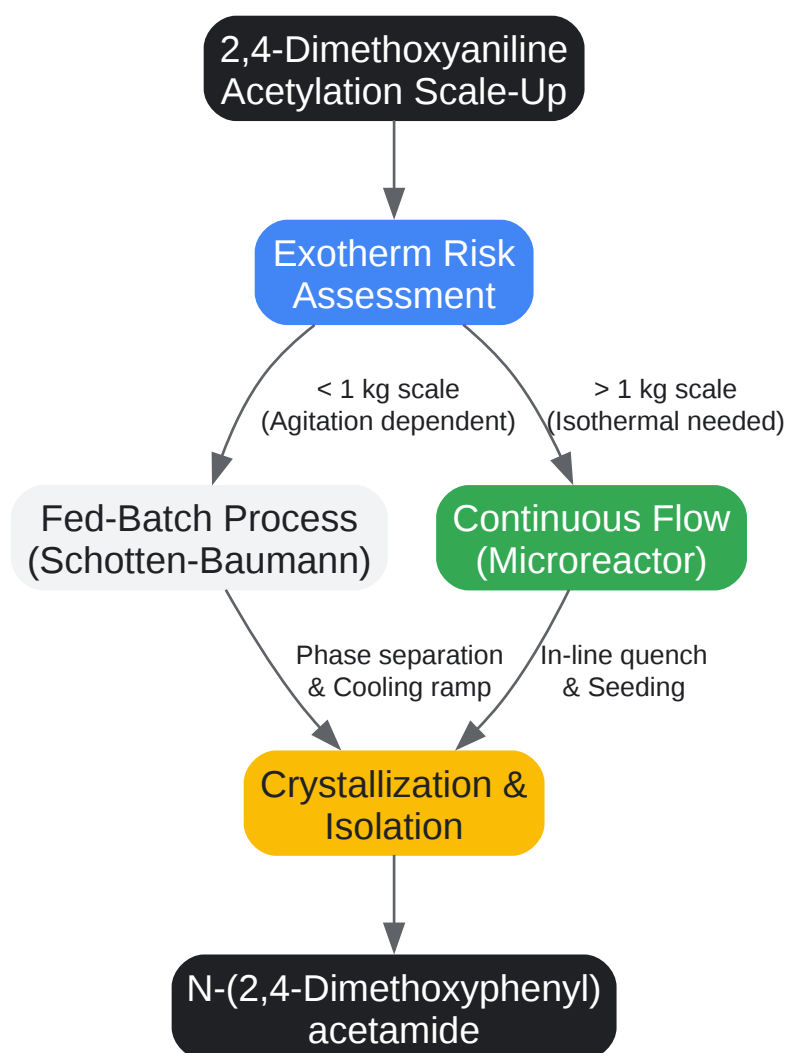 2,4-Dimethoxyaniline
Acetylation Scale-Up
Exotherm Risk
Assessment
< 1 kg scale
(Agitation dependent)
> 1 kg scale
(Isothermal needed)
Fed-Batch Process
(Schotten-Baumann)
Continuous Flow
(Microreactor)
Phase separation
& Cooling ramp
In-line quench
& Seeding
Crystallization &
Isolation
N-(2,4-Dimethoxyphenyl)
acetamide